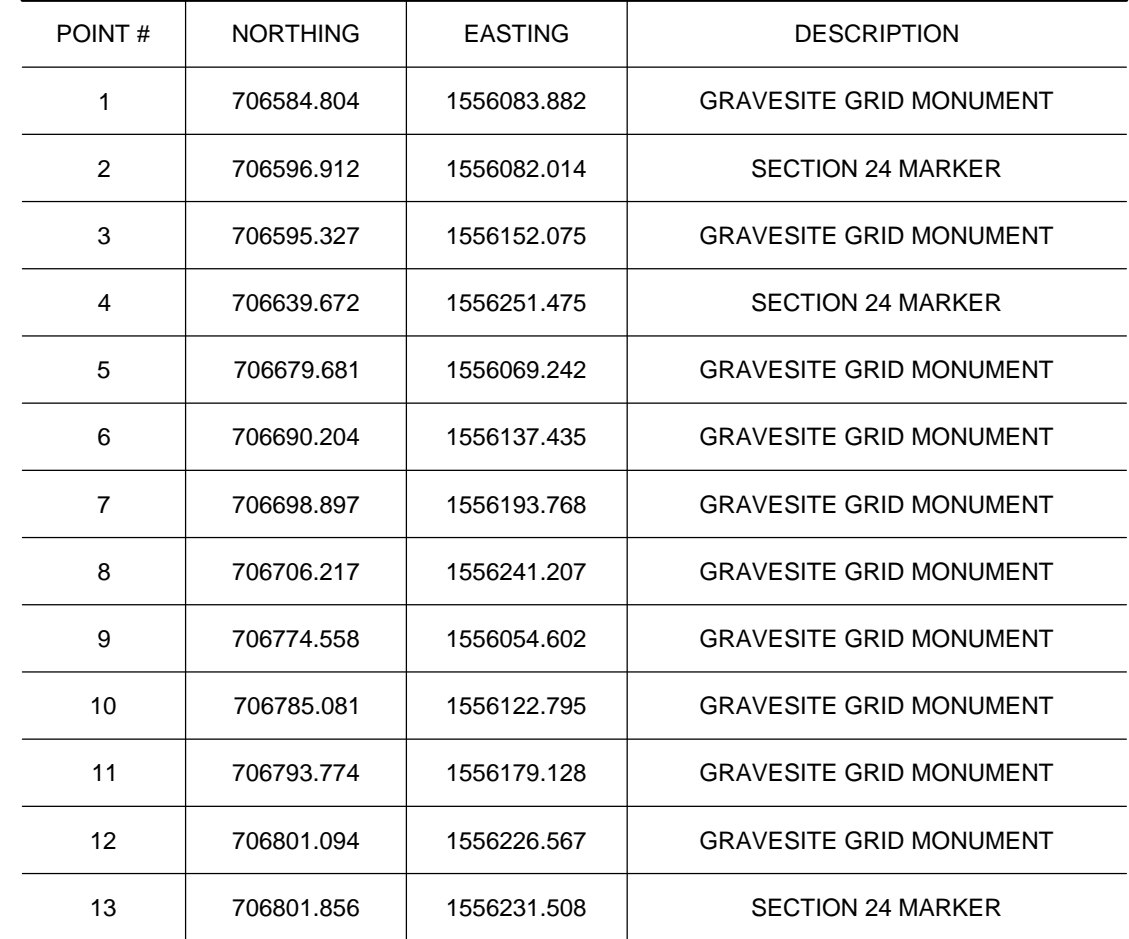 POINT # NORTHING EASTING DESCRIPTION
1 706584.804 1556083.882 GRAVESITE GRID MONUMENT
2 706596.912 1556082.014 SECTION 24 MARKER
3 706595.327 1556152.075 GRAVESITE GRID MONUMENT
4 706639.672 1556251.475 SECTION 24 MARKER
5 706679.681 1556069.242 GRAVESITE GRID MONUMENT
6 706690.204 1556137.435 GRAVESITE GRID MONUMENT
7 706698.897 1556193.768 GRAVESITE GRID MONUMENT
8 706706.217 1556241.207 GRAVESITE GRID MONUMENT
9 706774.558 1556054.602 GRAVESITE GRID MONUMENT
10 706785.081 1556122.795 GRAVESITE GRID MONUMENT
11 706793.774 1556179.128 GRAVESITE GRID MONUMENT
12 706801.094 1556226.567 GRAVESITE GRID MONUMENT
13 706801.856 1556231.508 SECTION 24 MARKER